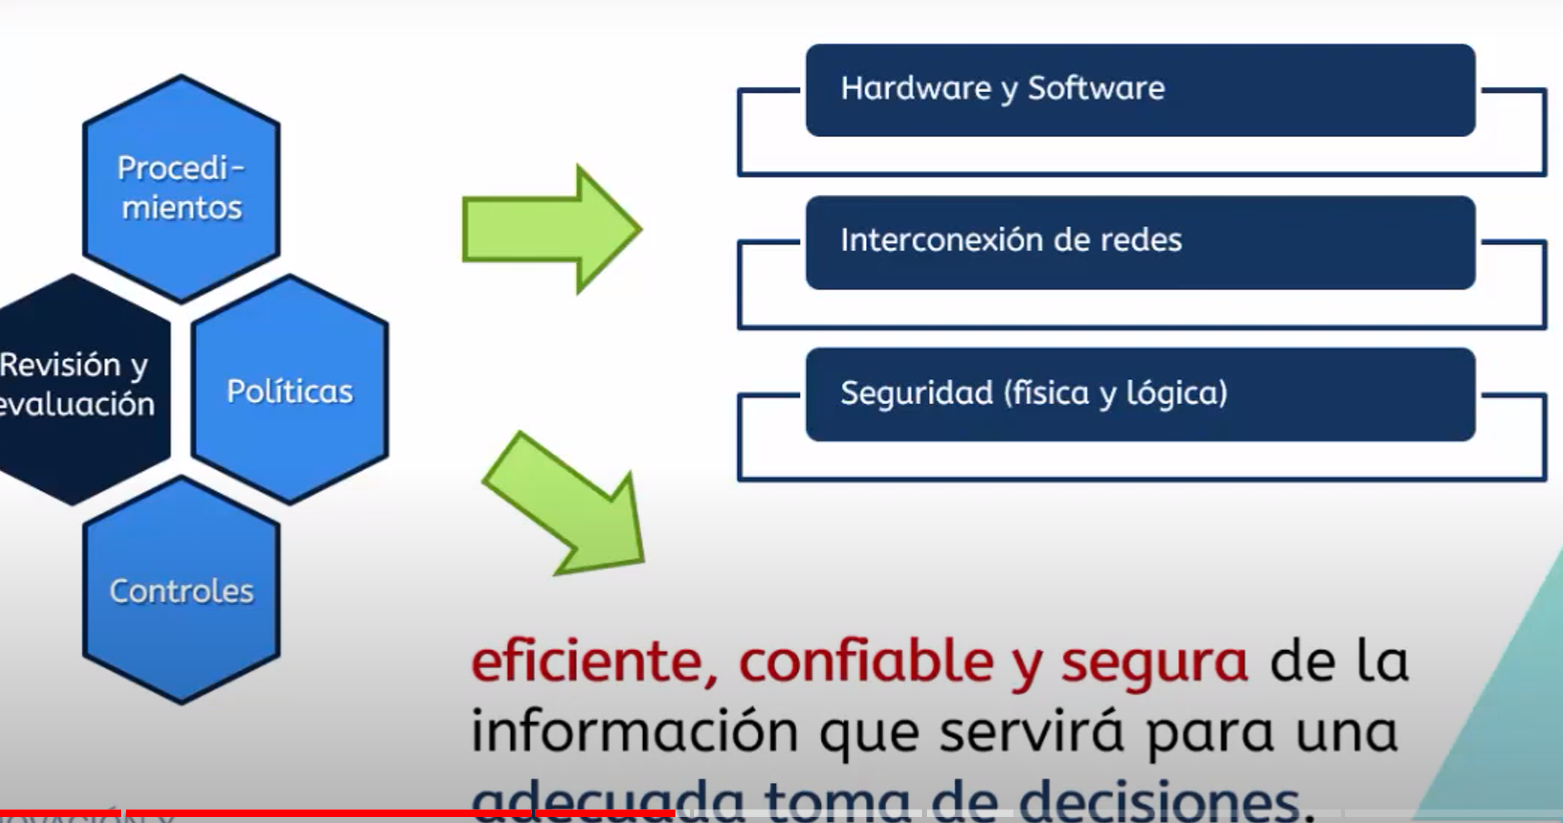 Procedi-
mientos
Revisión y
evaluación
Políticas
Controles
Hardware y Software
Interconexión de redes
Seguridad (física y lógica)
eficiente, confiable y segura de la
información que servirá para una
adecuada toma de decisiones.